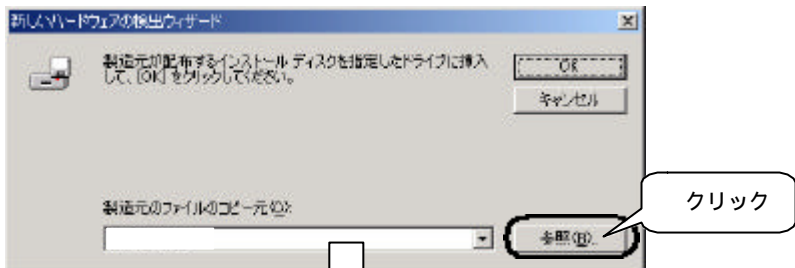 新しいハードウェアの検出ウィザード
製造元が配布するインストール ディスクを指定したドライブに挿入
して、[OK] をクリックしてください。
OK
キャンセル
製造元のファイルのコピー元(C):
参照(B)...
クリック